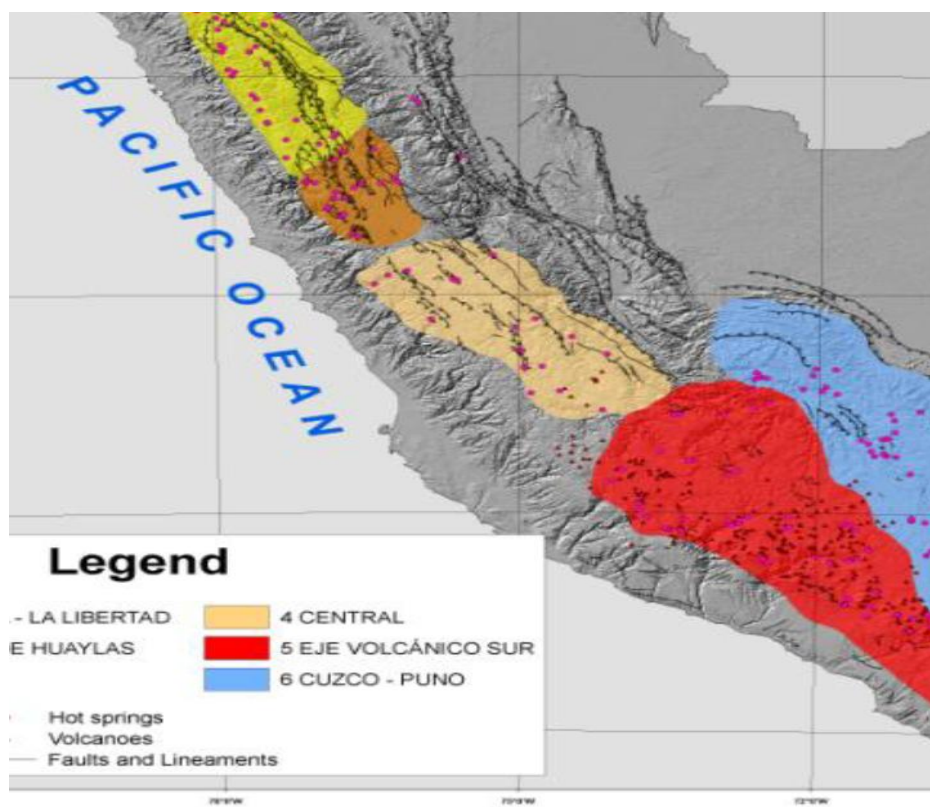 PACIFIC OCEAN
Legend
- LA LIBERTAD
E HUAYLAS
4 CENTRAL
5 EJE VOLCÁNICO SUR
6 CUZCO - PUNO
Hot springs
Volcanoes
Faults and Lineaments